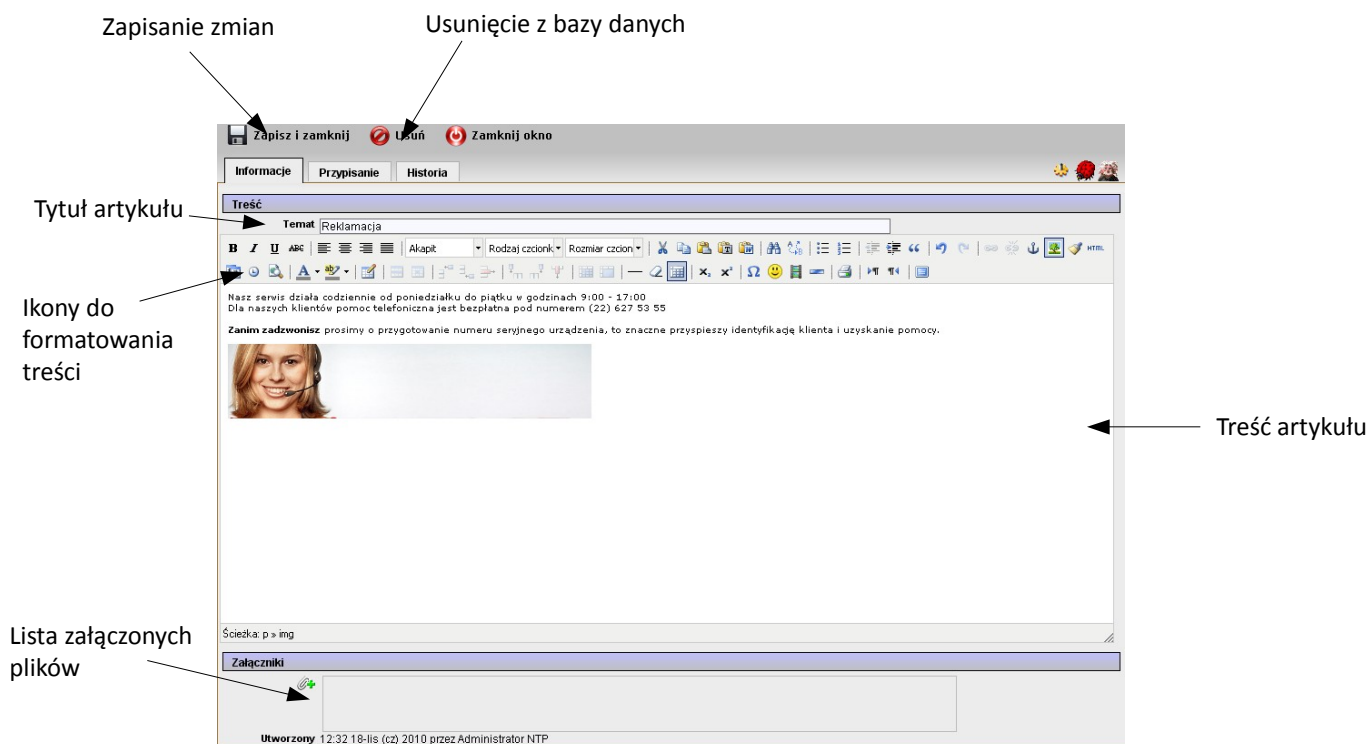 Zapisanie zmian
Usunięcie z bazy danych
Zapisz i zamknij Usuń Zamknij okno
Informacje Przypisanie Historia
Treść
Tytuł artykułu
Temat Reklamacja
B I U ABC Akapit Rodzaj czcionk Rozmiar czcion HTML
Ikony do
formatowania
treści
Nasz serwis działa codziennie od poniedziałku do piątku w godzinach 9:00 - 17:00
Dla naszych klientów pomoc telefoniczna jest bezpłatna pod numerem (22) 627 53 55
Zanim zadzwonisz prosimy o przygotowanie numeru seryjnego urządzenia, to znaczne przyspieszy identyfikację klienta i uzyskanie pomocy.
Treść artykułu
Ścieżka: p » img
Lista załączonych
plików
Załączniki
Utworzony 12:32 18-lis (cz) 2010 przez Administrator NTP